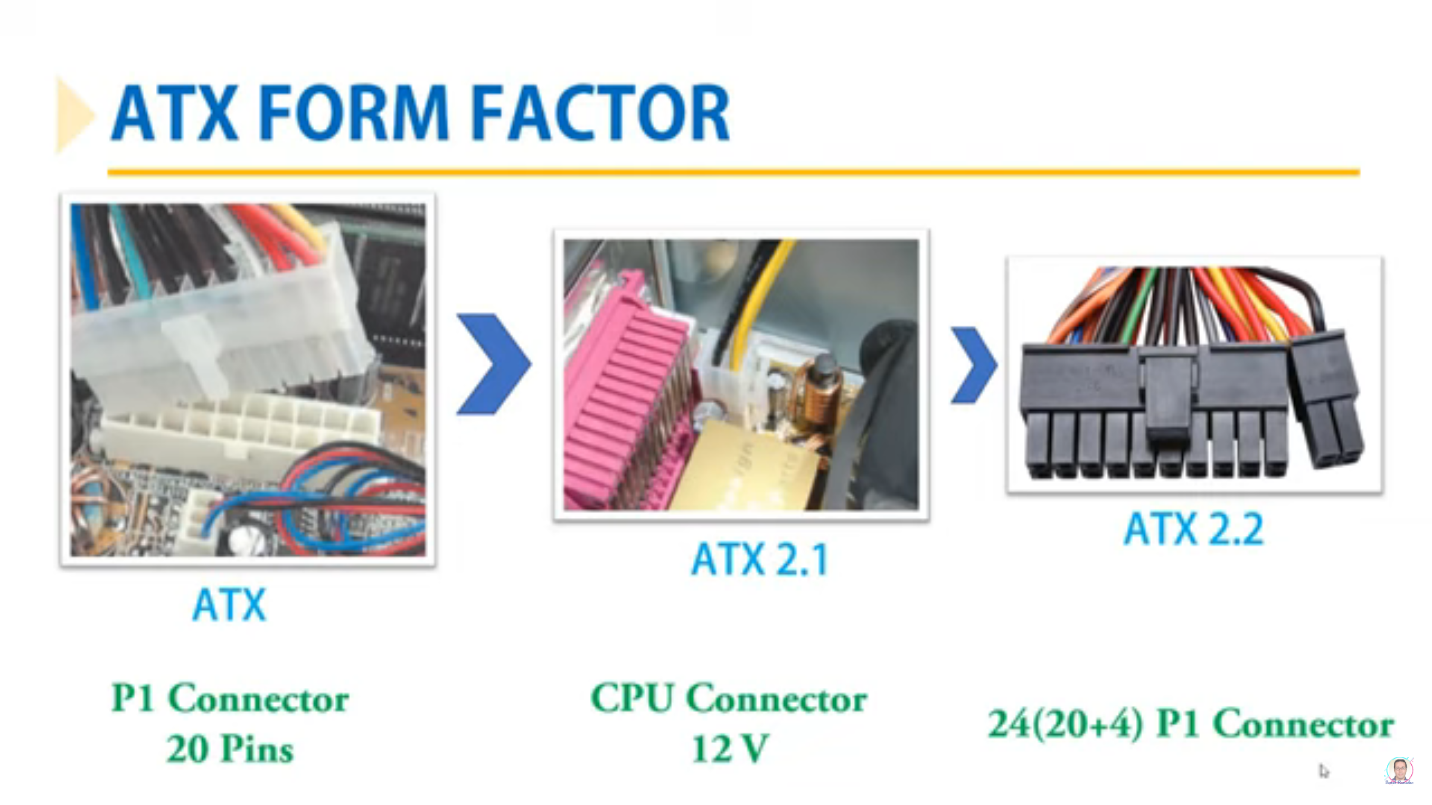 ATX FORM FACTOR
ATX
P1 Connector
20 Pins
ATX 2.1
CPU Connector
12 V
ATX 2.2
24(20+4) P1 Connector